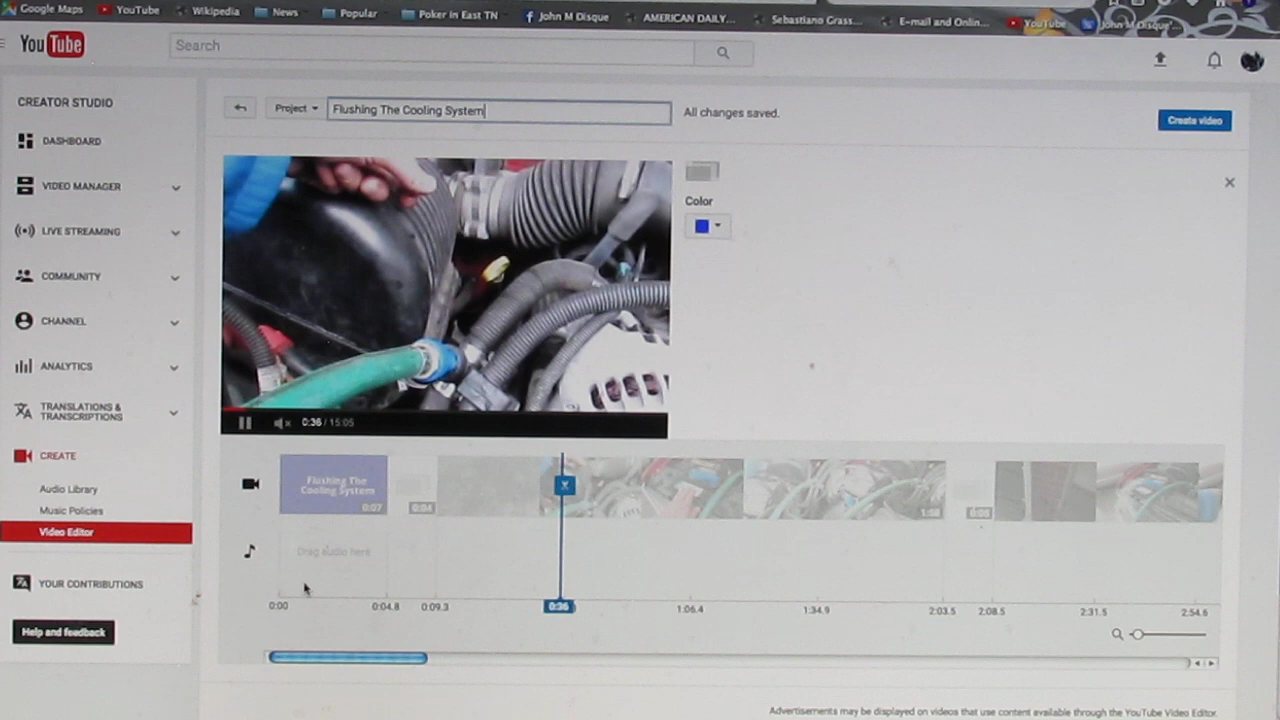 Google Maps YouTube Wikipedia News Popular Poker in East TN John M Disque AMERICAN DAILY... Sebastiano Grass... E-mail and Onlin... YouTube John M Disque'...
YouTube
Search
CREATOR STUDIO
Project
Flushing The Cooling System
All changes saved.
Create video
DASHBOARD
VIDEO MANAGER
LIVE STREAMING
COMMUNITY
CHANNEL
ANALYTICS
TRANSLATIONS &
TRANSCRIPTIONS
CREATE
Audio Library
Music Policies
Video Editor
YOUR CONTRIBUTIONS
Help and feedback
Color
0:36 / 15:05
Flushing The
Cooling System
0:07
0:04
Drag audio here
0:00 0:04.8 0:09.3 0:36 1:06.4 1:34.9 2:03.5 2:08.5 2:31.5 2:54.6
Advertisements may be displayed on videos that use content available through the YouTube Video Editor.